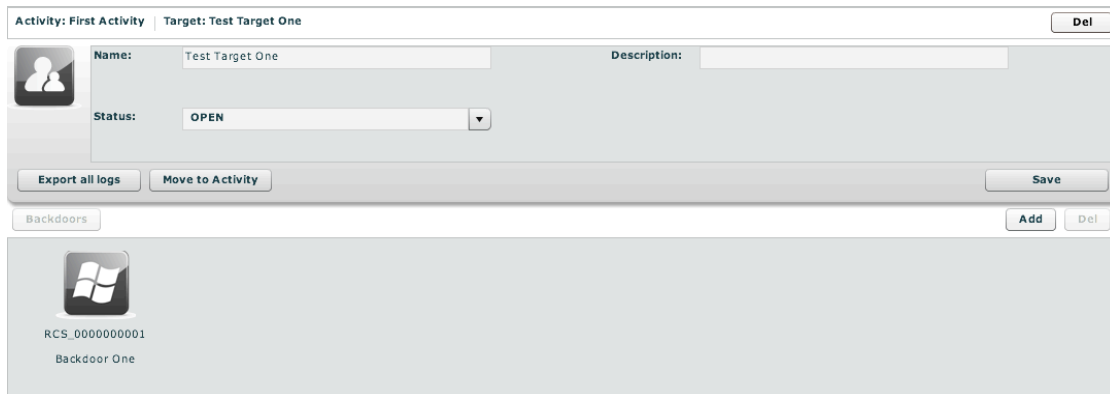 Activity: First Activity | Target: Test Target One Del
Name: Test Target One Description:
Status: OPEN
Export all logs Move to Activity Save
Backdoors Add Del
RCS_0000000001
Backdoor One